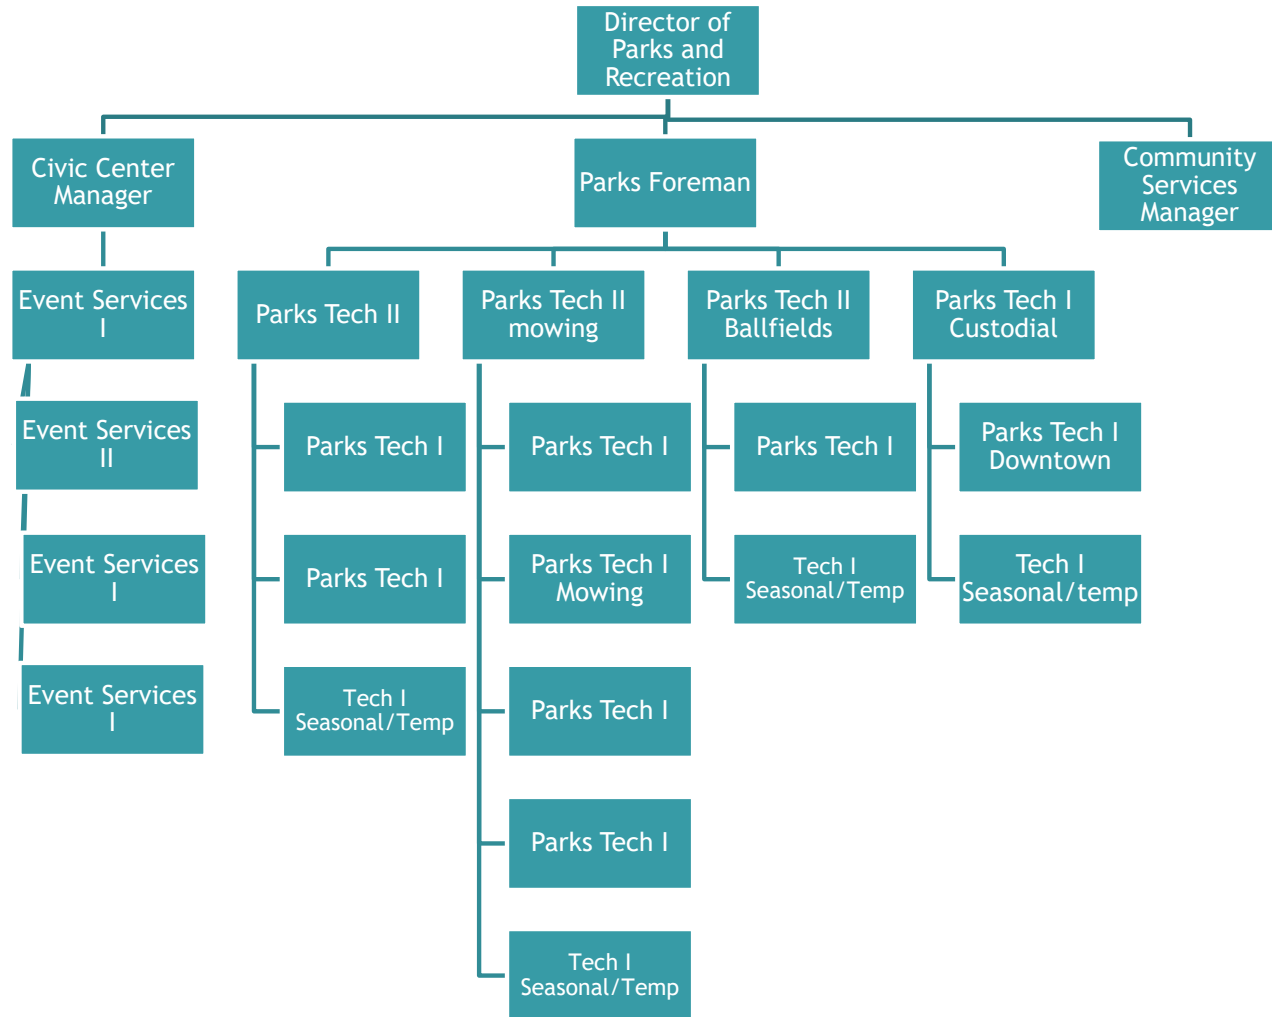 Director of
Parks and
Recreation
Civic Center
Manager
Parks Foreman
Community
Services
Manager
Event Services
I
Parks Tech II
Parks Tech II
mowing
Parks Tech II
Ballfields
Parks Tech I
Custodial
Event Services
II
Parks Tech I
Parks Tech I
Parks Tech I
Parks Tech I
Downtown
Event Services
I
Parks Tech I
Parks Tech I
Mowing
Tech I
Seasonal/Temp
Tech I
Seasonal/temp
Event Services
I
Tech I
Seasonal/Temp
Parks Tech I
Parks Tech I
Tech I
Seasonal/Temp